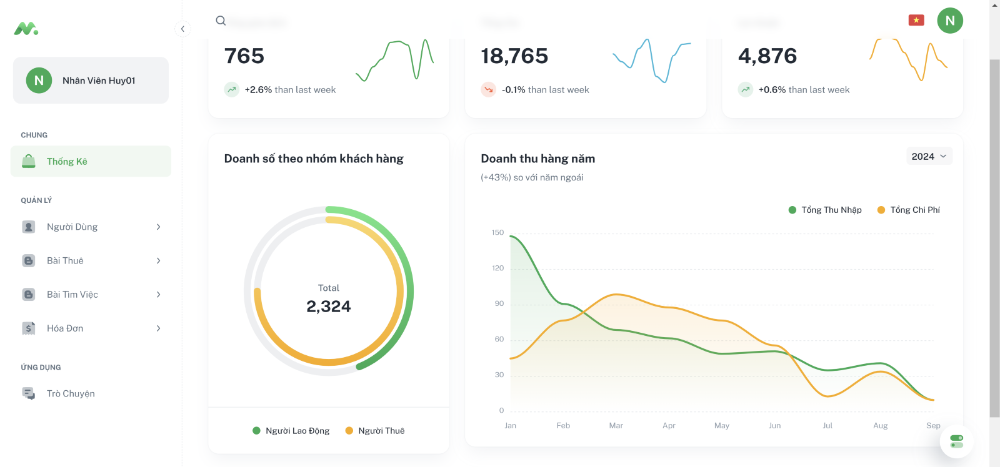 N
N
Nhân Viên Huy01
765
+2.6% than last week
18,765
-0.1% than last week
4,876
+0.6% than last week
CHUNG
Thống Kê
QUẢN LÝ
Người Dùng
Bài Thuê
Bài Tìm Việc
Hóa Đơn
ỨNG DỤNG
Trò Chuyện
Doanh số theo nhóm khách hàng
Total
2,324
Người Lao Động
Người Thuê
Doanh thu hàng năm
(+43%) so với năm ngoái
2024
Tổng Thu Nhập
Tổng Chi Phí
150
120
90
60
30
0
Jan Feb Mar Apr May Jun Jul Aug Sep